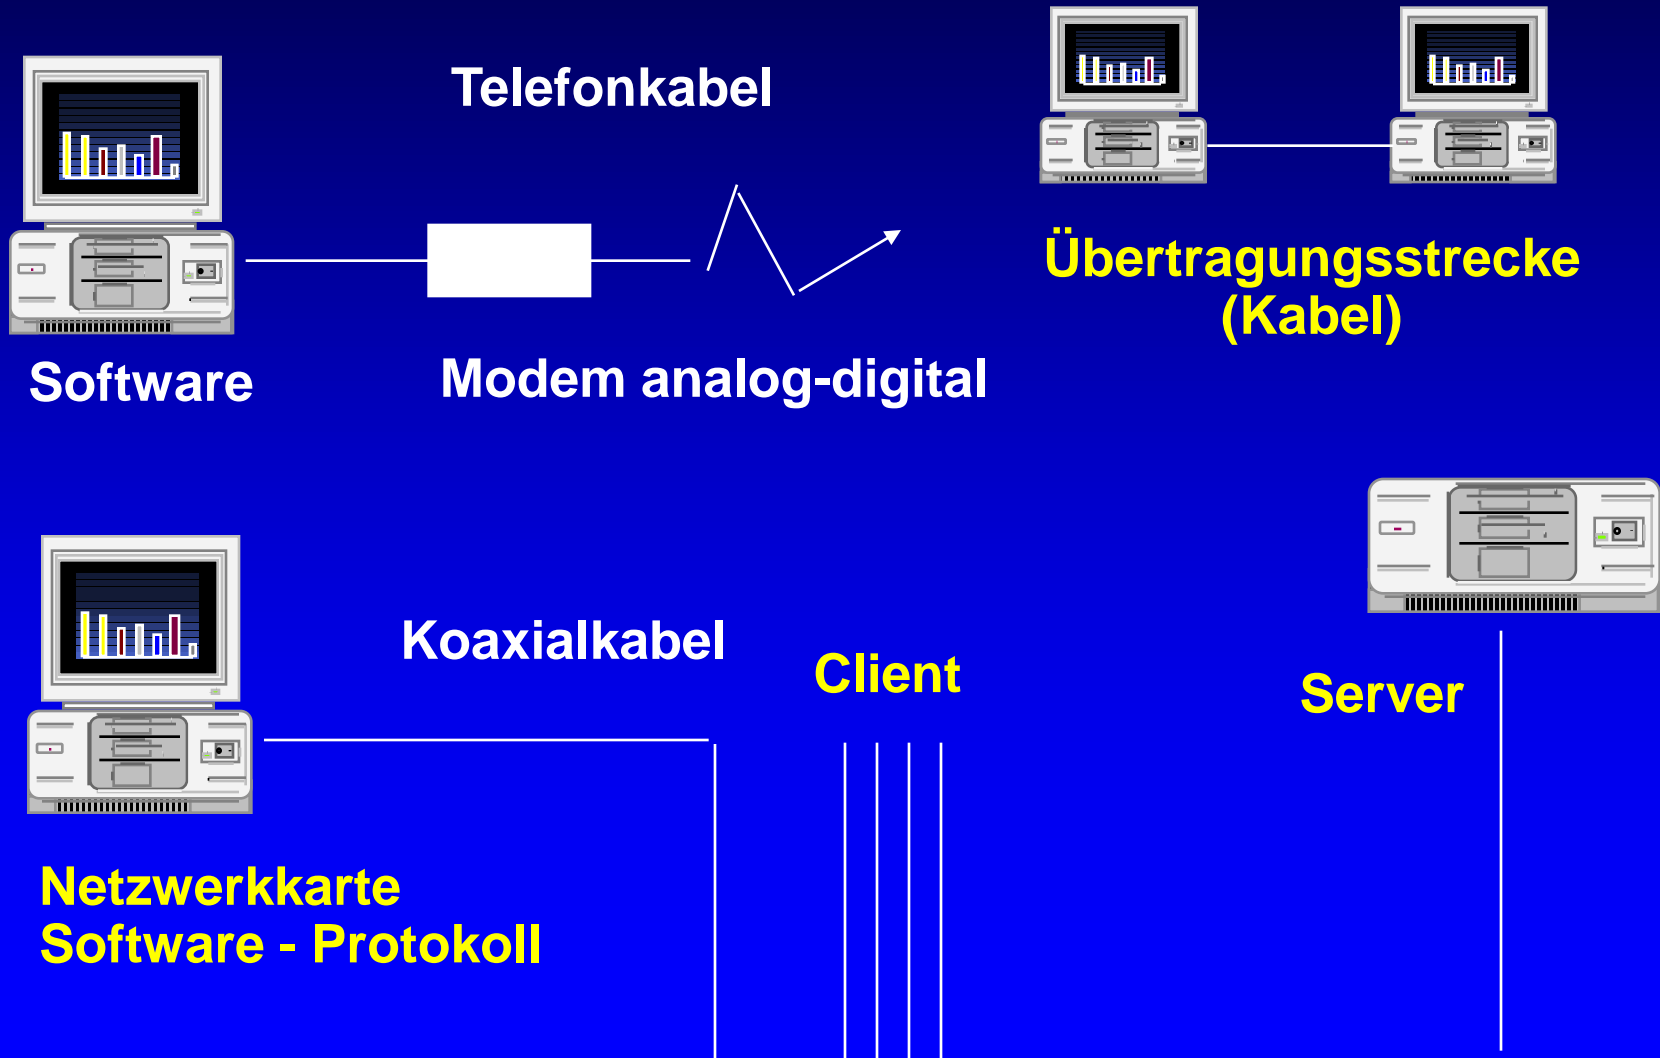 Telefonkabel
Übertragungsstrecke
(Kabel)
Software
Modem analog-digital
Koaxialkabel
Client
Server
Netzwerkkarte
Software - Protokoll